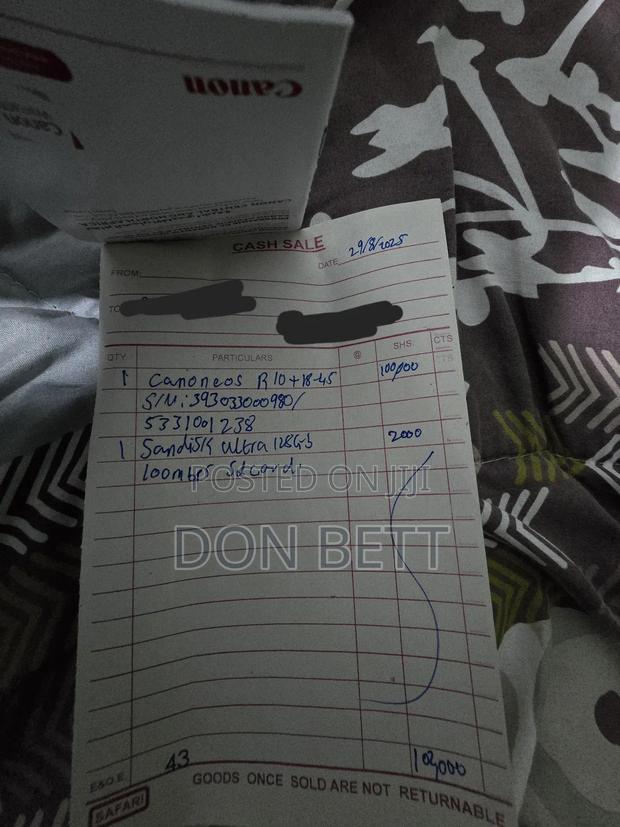 Canon
Canon
CASH SALE
DATE 29/8/2025
FROM
TO
QTY PARTICULARS @ SHS. CTS
1 Canoneos R10+18-45 100,000
S/N: 393033000980/
5331001238
1 Sandisk ultra 128Gb 2000
100mbps Sdcard.
POSTED ON JIJI
DON BETT
102,000
E&O.E 43 GOODS ONCE SOLD ARE NOT RETURNABLE
SAFARI